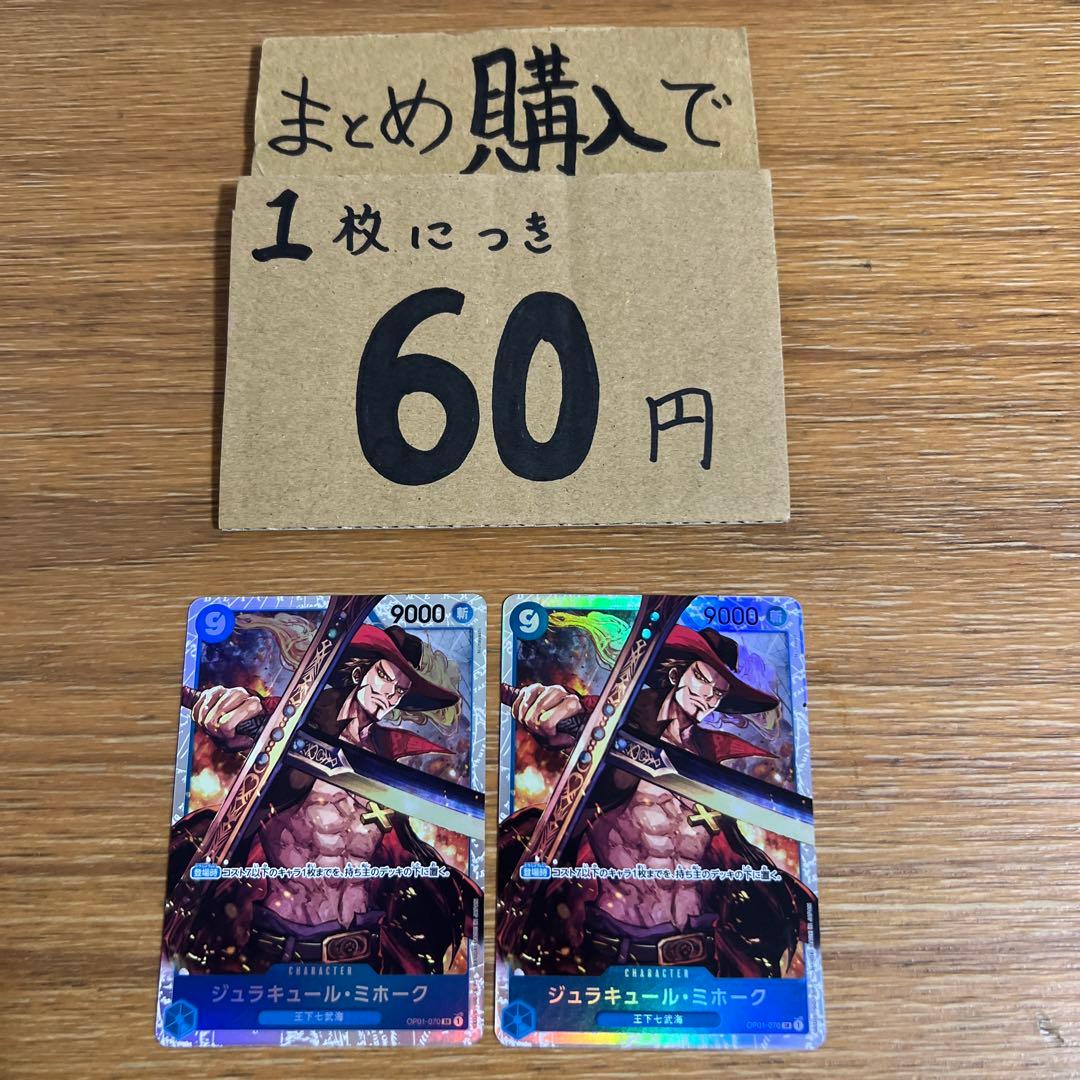 まとめ購入で
1枚につき
60円
9
9000
斬
登場時 コスト7以下のキャラ1枚までを、持ち主のデッキの下に置く。
CHARACTER
ジュラキュール・ミホーク
王下七武海
OP01-070 SR 1
9
9000
斬
登場時 コスト7以下のキャラ1枚までを、持ち主のデッキの下に置く。
CHARACTER
ジュラキュール・ミホーク
王下七武海
OP01-070 SR 1